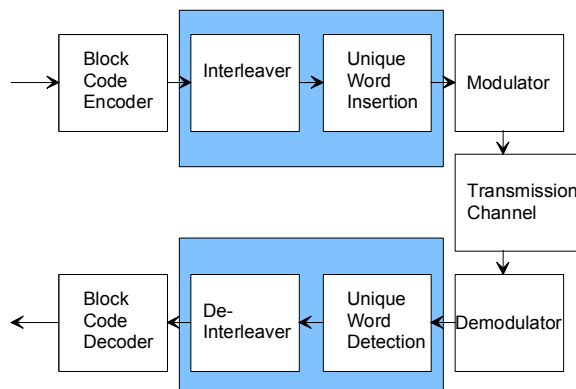 Block
Code
Encoder
Interleaver
Unique
Word
Insertion
Modulator
Transmission
Channel
Block
Code
Decoder
De-
Interleaver
Unique
Word
Detection
Demodulator